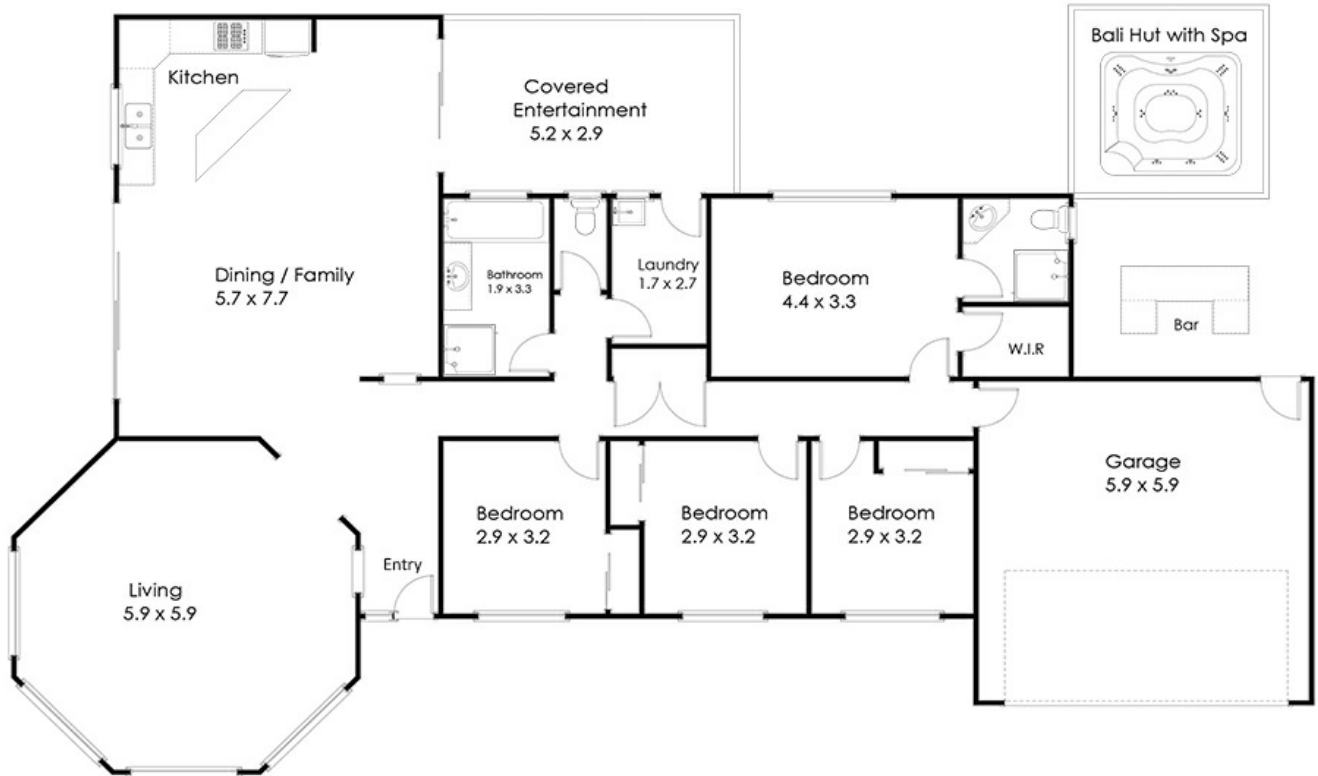 Bali Hut with Spa
Kitchen
Covered
Entertainment
5.2 x 2.9
Dining / Family
5.7 x 7.7
Bathroom
1.9 x 3.3
Laundry
1.7 x 2.7
Bedroom
4.4 x 3.3
W.I.R
Bar
Living
5.9 x 5.9
Entry
Bedroom
2.9 x 3.2
Bedroom
2.9 x 3.2
Bedroom
2.9 x 3.2
Garage
5.9 x 5.9